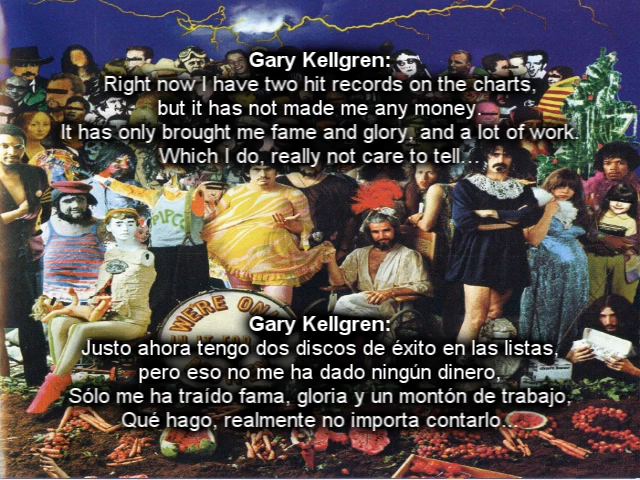 Gary Kellgren:
Right now I have two hit records on the charts,
but it has not made me any money.
It has only brought me fame and glory, and a lot of work.
Which I do, really not care to tell...
PIPCO
WERE ON
Gary Kellgren:
Justo ahora tengo dos discos de éxito en las listas,
pero eso no me ha dado ningún dinero,
Sólo me ha traído fama, gloria y un montón de trabajo,
Qué hago, realmente no importa contarlo...